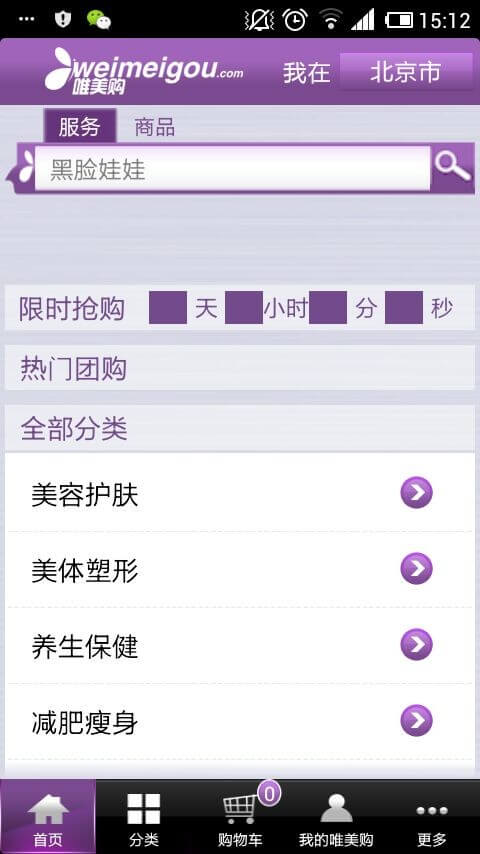 15:12
weimeigou.com
唯美购
我在 北京市
服务 商品
黑脸娃娃
限时抢购 天 小时 分 秒
热门团购
全部分类
美容护肤
美体塑形
养生保健
减肥瘦身
0
首页 分类 购物车 我的唯美购 更多